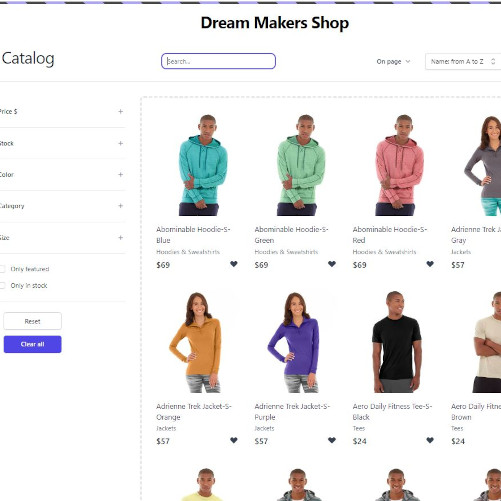 Dream Makers Shop
Catalog
Search...
On page
Name: from A to Z
Price $
Stock
Color
Category
Size
Only featured
Only in stock
Reset
Clear all
Abominable Hoodie-S-
Blue
Hoodies & Sweatshirts
$69
Abominable Hoodie-S-
Green
Hoodies & Sweatshirts
$69
Abominable Hoodie-S-
Red
Hoodies & Sweatshirts
$69
Adrienne Trek J
Gray
Jackets
$57
Adrienne Trek Jacket-S-
Orange
Jackets
$57
Adrienne Trek Jacket-S-
Purple
Jackets
$57
Aero Daily Fitness Tee-S-
Black
Tees
$24
Aero Daily Fitn
Brown
Tees
$24